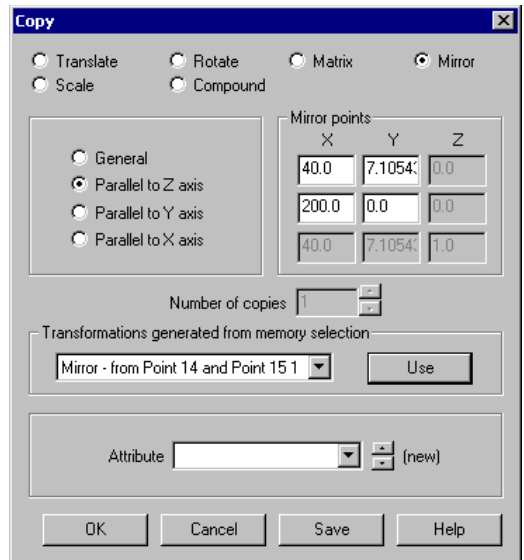 Copy
Translate Rotate Matrix Mirror
Scale Compound
Mirror points
X Y Z
General
Parallel to Z axis
Parallel to Y axis
Parallel to X axis
40.0 7.1054 0.0
200.0 0.0 0.0
40.0 7.1054 1.0
Number of copies 1
Transformations generated from memory selection
Mirror - from Point 14 and Point 15 1 Use
Attribute (new)
OK Cancel Save Help